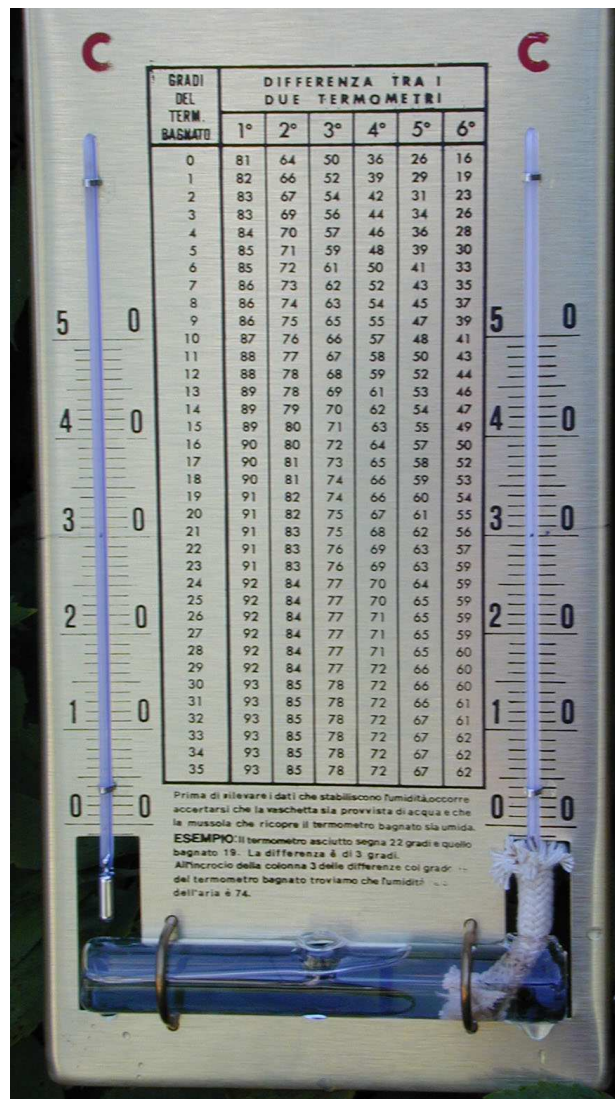 C C
GRADI DEL TERM. BAGNATO
DIFFERENZA TRA I
DUE TERMOMETRI
1° 2° 3° 4° 5° 6°
0 81 64 50 36 26 16
1 82 66 52 39 29 19
2 83 67 54 42 31 23
3 83 69 56 44 34 26
4 84 70 57 46 36 28
5 85 71 59 48 39 30
6 85 72 61 50 41 33
7 86 73 62 52 43 35
8 86 74 63 54 45 37
9 86 75 65 55 47 39
10 87 76 66 57 48 41
11 88 77 67 58 50 43
12 88 78 68 59 52 44
13 89 78 69 61 53 46
14 89 79 70 62 54 47
15 89 80 71 63 55 49
16 90 80 72 64 57 50
17 90 81 73 65 58 52
18 90 81 74 66 59 53
19 91 82 74 66 60 54
20 91 82 75 67 61 55
21 91 83 75 68 62 56
22 91 83 76 69 63 57
23 91 83 76 69 63 59
24 92 84 77 70 64 59
25 92 84 77 70 65 59
26 92 84 77 71 65 59
27 92 84 77 71 65 59
28 92 84 77 71 65 60
29 92 84 77 72 66 60
30 93 85 78 72 66 60
31 93 85 78 72 66 61
32 93 85 78 72 67 61
33 93 85 78 72 67 62
34 93 85 78 72 67 62
35 93 85 78 72 67 62
5 0 5 0
4 0 4 0
3 0 3 0
2 0 2 0
1 0 1 0
0 0 0 0
Prima di rilevare i dati che stabiliscono l'umidità, occorre
accertarsi che la vaschetta sia provvista di acqua e che
la mussola che ricopre il termometro bagnato sia umida.
ESEMPIO: Il termometro asciutto segna 22 gradi e quello
bagnato 19. La differenza è di 3 gradi.
All'incrocio della colonna 3 delle differenze coi gradi
del termometro bagnato troviamo che l'umidità
dell'aria è 74.